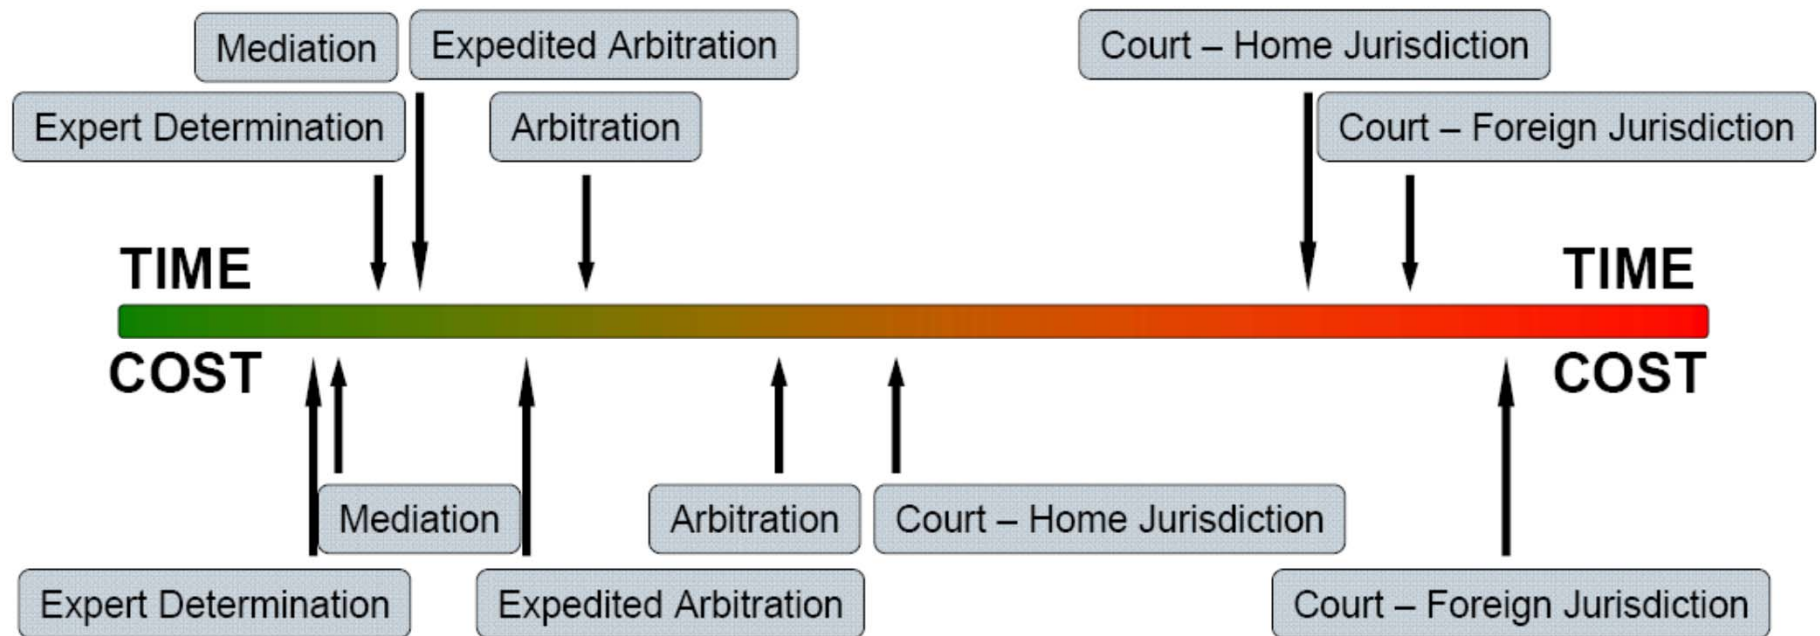 Mediation
Expedited Arbitration
Court – Home Jurisdiction
Expert Determination
Arbitration
Court – Foreign Jurisdiction
TIME
TIME
COST
COST
Mediation
Arbitration
Court – Home Jurisdiction
Expert Determination
Expedited Arbitration
Court – Foreign Jurisdiction